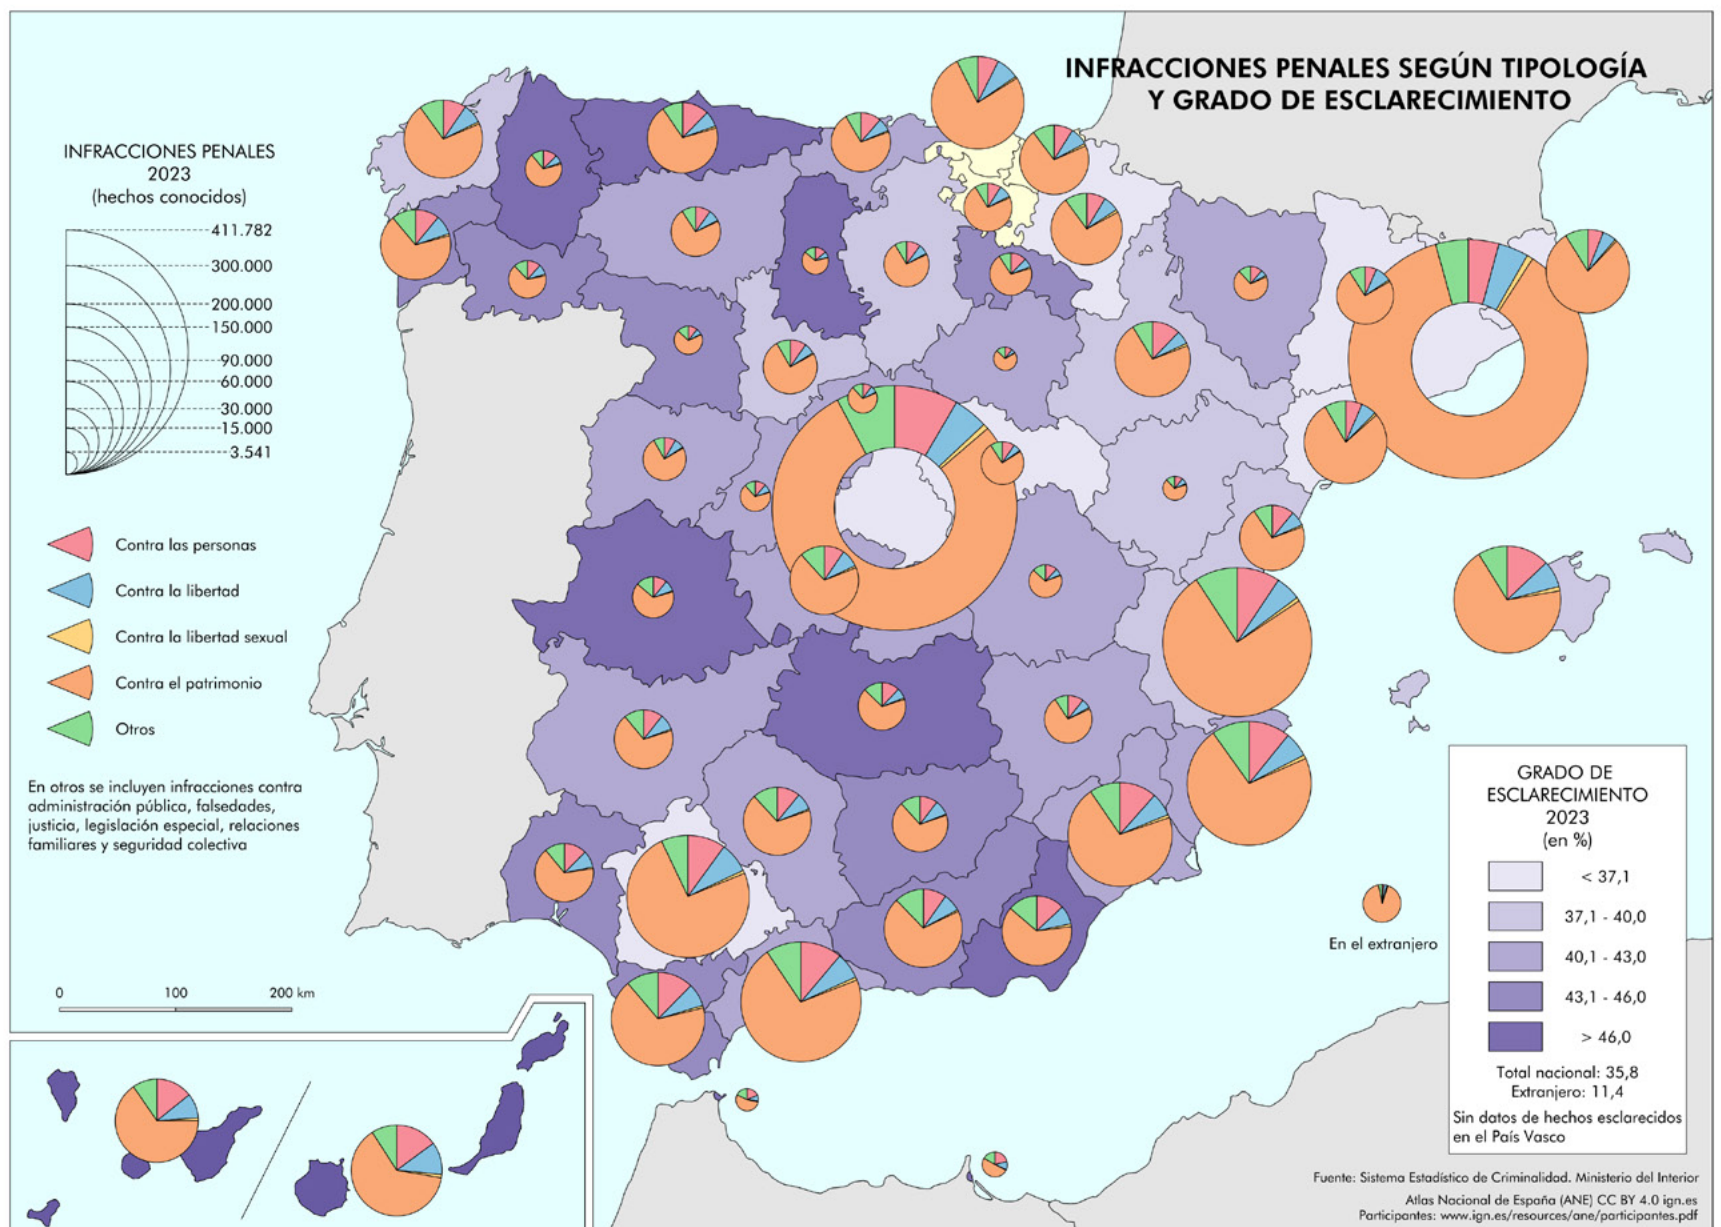 INFRACCIONES PENALES SEGÚN TIPOLOGÍA
Y GRADO DE ESCLARECIMIENTO
INFRACCIONES PENALES
2023
(hechos conocidos)
411.782
300.000
200.000
150.000
90.000
60.000
30.000
15.000
3.541
Contra las personas
Contra la libertad
Contra la libertad sexual
Contra el patrimonio
Otros
En otros se incluyen infracciones contra
administración pública, falsedades,
justicia, legislación especial, relaciones
familiares y seguridad colectiva
0 100 200 km
En el extranjero
GRADO DE
ESCLARECIMIENTO
2023
(en %)
< 37,1
37,1 - 40,0
40,1 - 43,0
43,1 - 46,0
> 46,0
Total nacional: 35,8
Extranjero: 11,4
Sin datos de hechos esclarecidos
en el País Vasco
Fuente: Sistema Estadístico de Criminalidad. Ministerio del Interior
Atlas Nacional de España (ANE) CC BY 4.0 ign.es
Participantes: www.ign.es/resources/ane/participantes.pdf